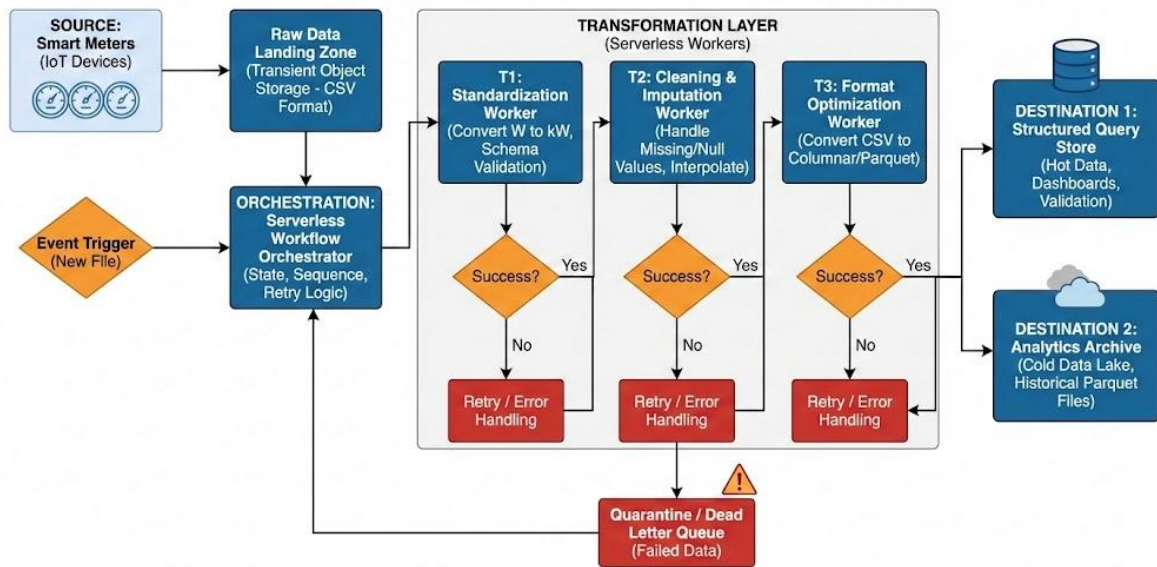 SOURCE:
Smart Meters
(IoT Devices)
Raw Data
Landing Zone
(Transient Object
Storage - CSV
Format)
Event Trigger
(New File)
ORCHESTRATION:
Serverless
Workflow
Orchestrator
(State, Sequence,
Retry Logic)
TRANSFORMATION LAYER
(Serverless Workers)
T1:
Standardization
Worker
(Convert W to kW,
Schema
Validation)
Success?
Yes
No
Retry / Error
Handling
T2: Cleaning &
Imputation
Worker
(Handle
Missing/Null
Values, Interpolate)
Success?
Yes
No
Retry / Error
Handling
T3: Format
Optimization
Worker
(Convert CSV to
Columnar/Parquet)
Success?
Yes
No
Retry / Error
Handling
DESTINATION 1:
Structured Query
Store
(Hot Data,
Dashboards,
Validation)
DESTINATION 2:
Analytics Archive
(Cold Data Lake,
Historical Parquet
Files)
Quarantine / Dead
Letter Queue
(Failed Data)